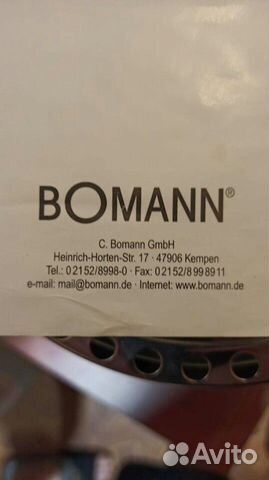 BOMANN®
C. Bomann GmbH
Heinrich-Horten-Str. 17 · 47906 Kempen
Tel.: 02152/8998-0 · Fax: 02152/8998911
e-mail: mail@bomann.de · Internet: www.bomann.de
Avito